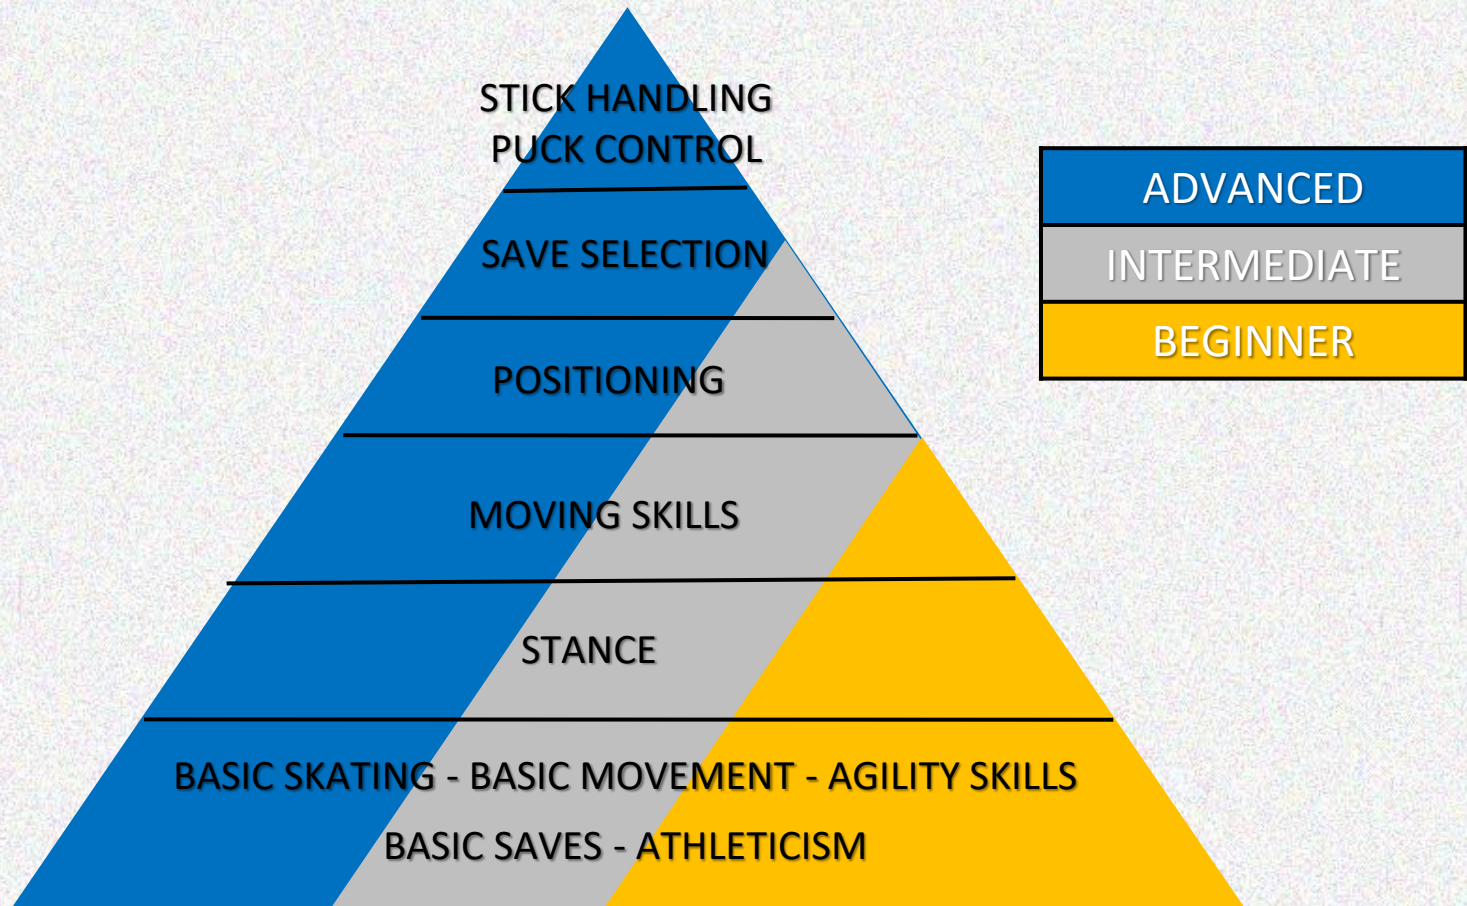 STICK HANDLING
PUCK CONTROL
SAVE SELECTION
POSITIONING
MOVING SKILLS
STANCE
BASIC SKATING - BASIC MOVEMENT - AGILITY SKILLS
BASIC SAVES - ATHLETICISM
ADVANCED
INTERMEDIATE
BEGINNER